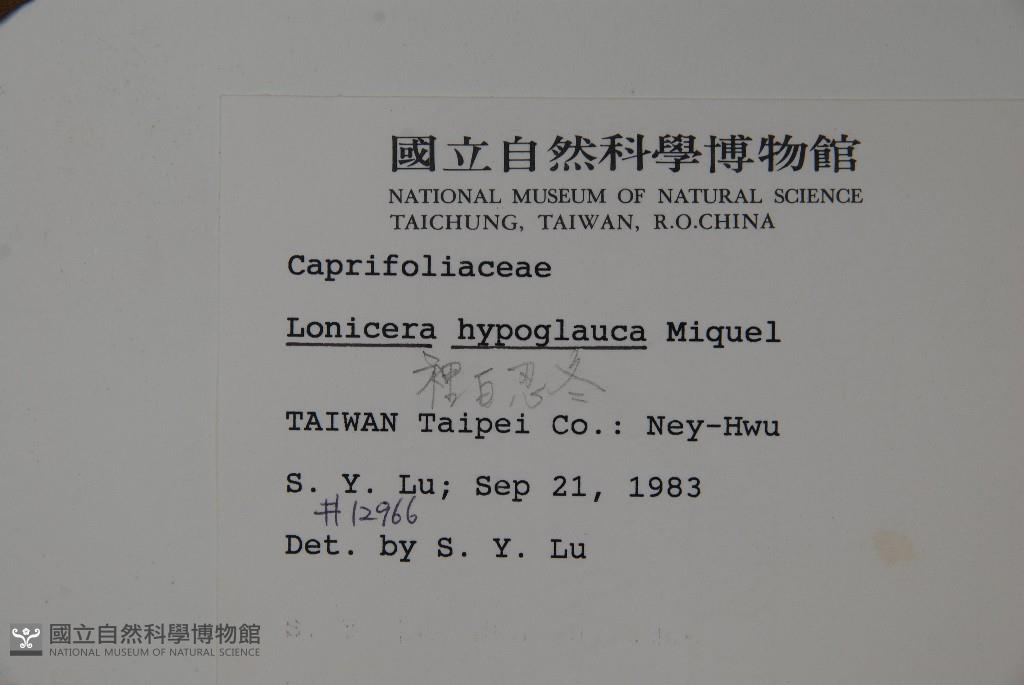 國立自然科學博物館
NATIONAL MUSEUM OF NATURAL SCIENCE
TAICHUNG, TAIWAN, R.O.CHINA
Caprifoliaceae
Lonicera hypoglauca Miquel
裡白忍冬
TAIWAN Taipei Co.: Ney-Hwu
S. Y. Lu; Sep 21, 1983
#12966
Det. by S. Y. Lu
國立自然科學博物館
NATIONAL MUSEUM OF NATURAL SCIENCE